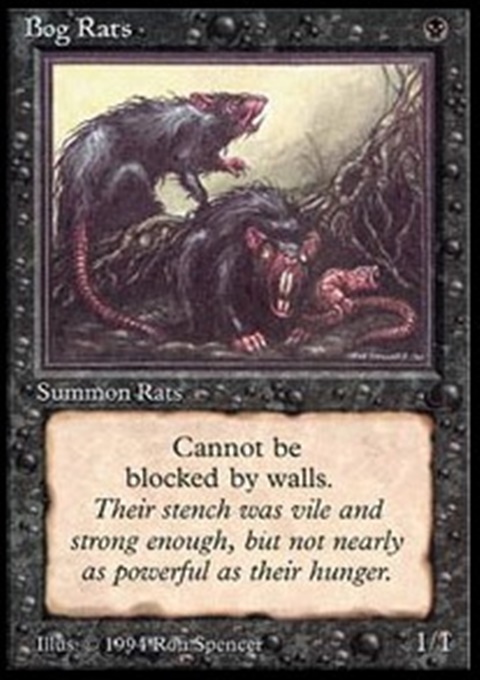 Bog Rats
Summon Rats
Cannot be
blocked by walls.
Their stench was vile and
strong enough, but not nearly
as powerful as their hunger.
Illus. © 1994 Ron Spencer
1/1